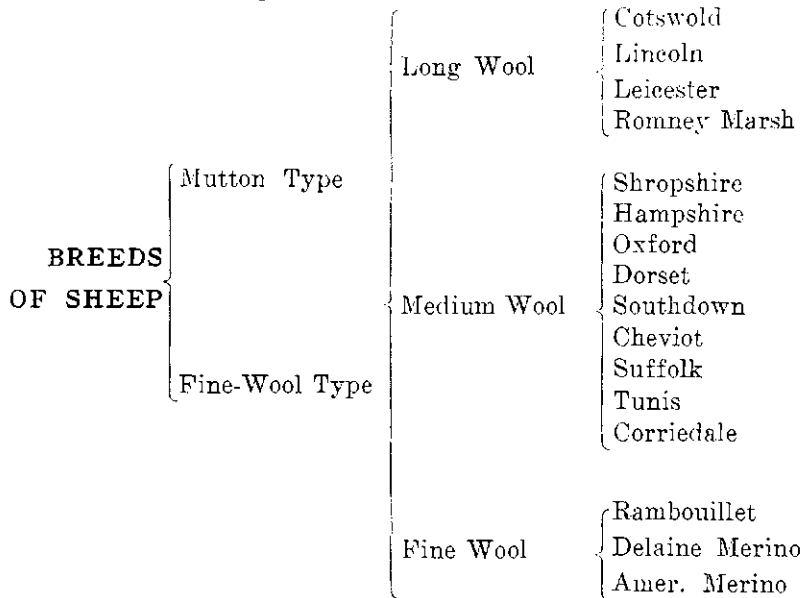 Cotswold
Long Wool
Lincoln
Leicester
Romney Marsh
Mutton Type
Shropshire
Hampshire
BREEDS
OF SHEEP
Oxford
Dorset
Medium Wool
Southdown
Cheviot
Fine-Wool Type
Suffolk
Tunis
Corriedale
Rambouillet
Fine Wool
Delaine Merino
Amer. Merino